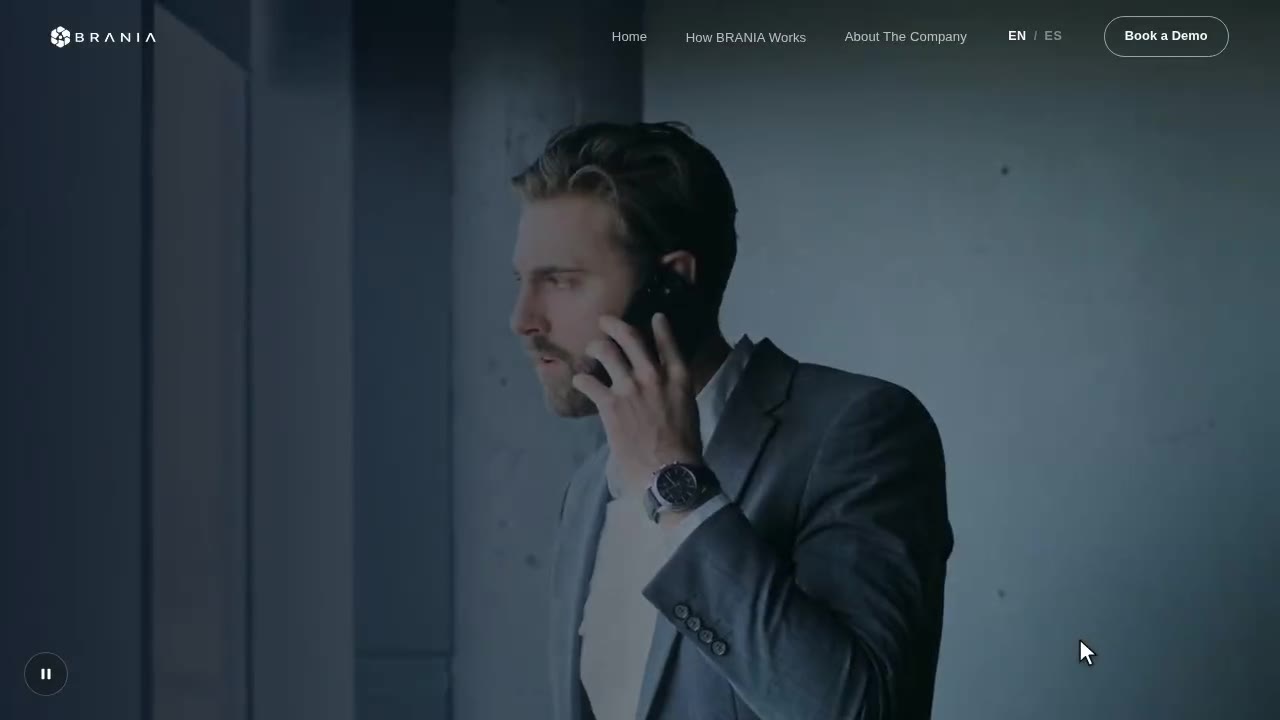 BRANIA
Home
How BRANIA Works
About The Company
EN / ES
Book a Demo